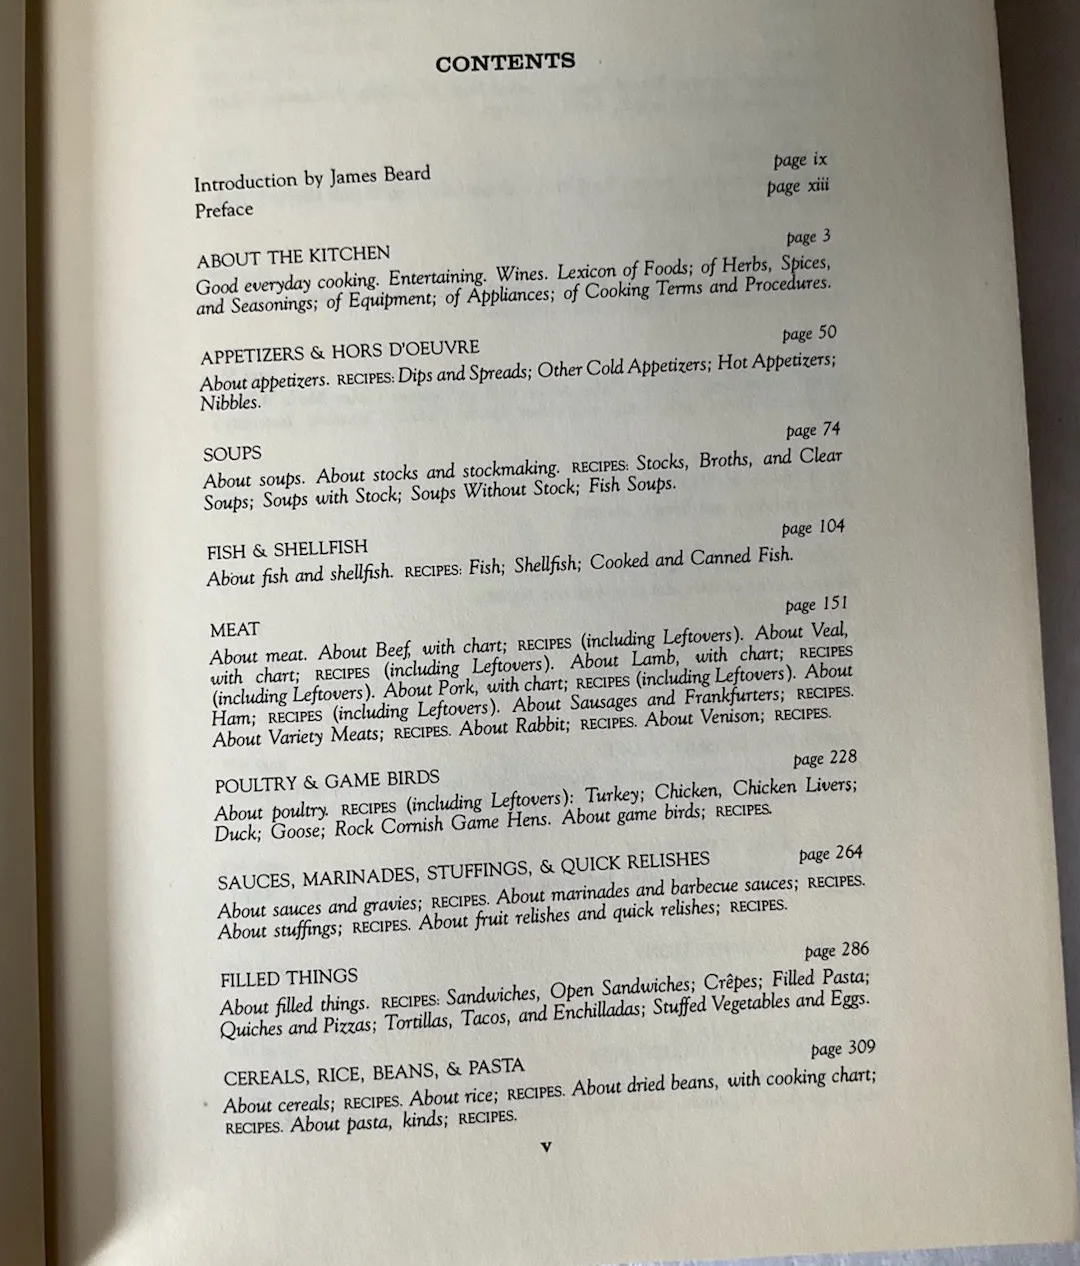 CONTENTS
Introduction by James Beard page ix
Preface page xiii
ABOUT THE KITCHEN page 3
Good everyday cooking. Entertaining. Wines. Lexicon of Foods; of Herbs, Spices,
and Seasonings; of Equipment; of Appliances; of Cooking Terms and Procedures.
APPETIZERS & HORS D'OEUVRE page 50
About appetizers. RECIPES: Dips and Spreads; Other Cold Appetizers; Hot Appetizers;
Nibbles.
SOUPS page 74
About soups. About stocks and stockmaking. RECIPES: Stocks, Broths, and Clear
Soups; Soups with Stock; Soups Without Stock; Fish Soups.
FISH & SHELLFISH page 104
About fish and shellfish. RECIPES: Fish; Shellfish; Cooked and Canned Fish.
MEAT page 151
About meat. About Beef, with chart; RECIPES (including Leftovers). About Veal,
with chart; RECIPES (including Leftovers). About Lamb, with chart; RECIPES
(including Leftovers). About Pork, with chart; RECIPES (including Leftovers). About
Ham; RECIPES (including Leftovers). About Sausages and Frankfurters; RECIPES.
About Variety Meats; RECIPES. About Rabbit; RECIPES. About Venison; RECIPES.
POULTRY & GAME BIRDS page 228
About poultry. RECIPES (including Leftovers): Turkey; Chicken, Chicken Livers;
Duck; Goose; Rock Cornish Game Hens. About game birds; RECIPES.
SAUCES, MARINADES, STUFFINGS, & QUICK RELISHES page 264
About sauces and gravies; RECIPES. About marinades and barbecue sauces; RECIPES.
About stuffings; RECIPES. About fruit relishes and quick relishes; RECIPES.
FILLED THINGS page 286
About filled things. RECIPES: Sandwiches, Open Sandwiches; Crêpes; Filled Pasta;
Quiches and Pizzas; Tortillas, Tacos, and Enchilladas; Stuffed Vegetables and Eggs.
CEREALS, RICE, BEANS, & PASTA page 309
About cereals; RECIPES. About rice; RECIPES. About dried beans, with cooking chart;
RECIPES. About pasta, kinds; RECIPES.
v